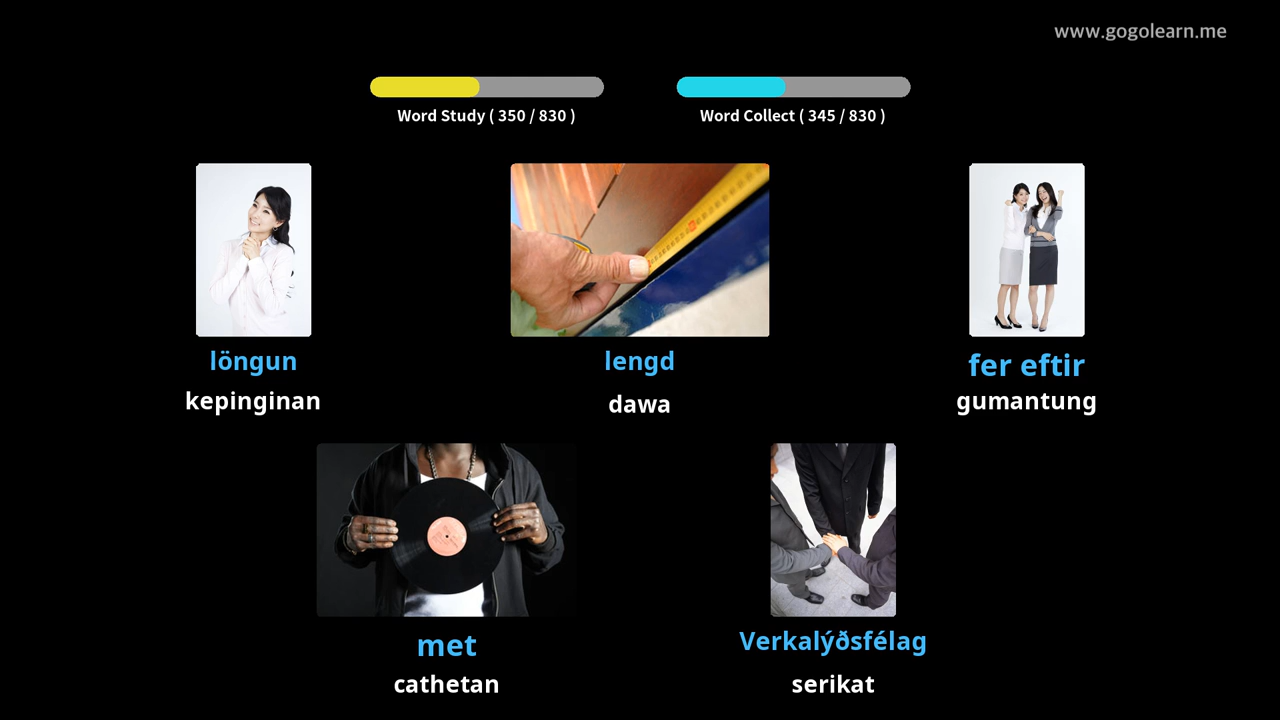 www.gogolearn.me
Word Study ( 350 / 830 )
Word Collect ( 345 / 830 )
löngun
kepinginan
lengd
dawa
fer eftir
gumantung
met
cathetan
Verkalýðsfélag
serikat